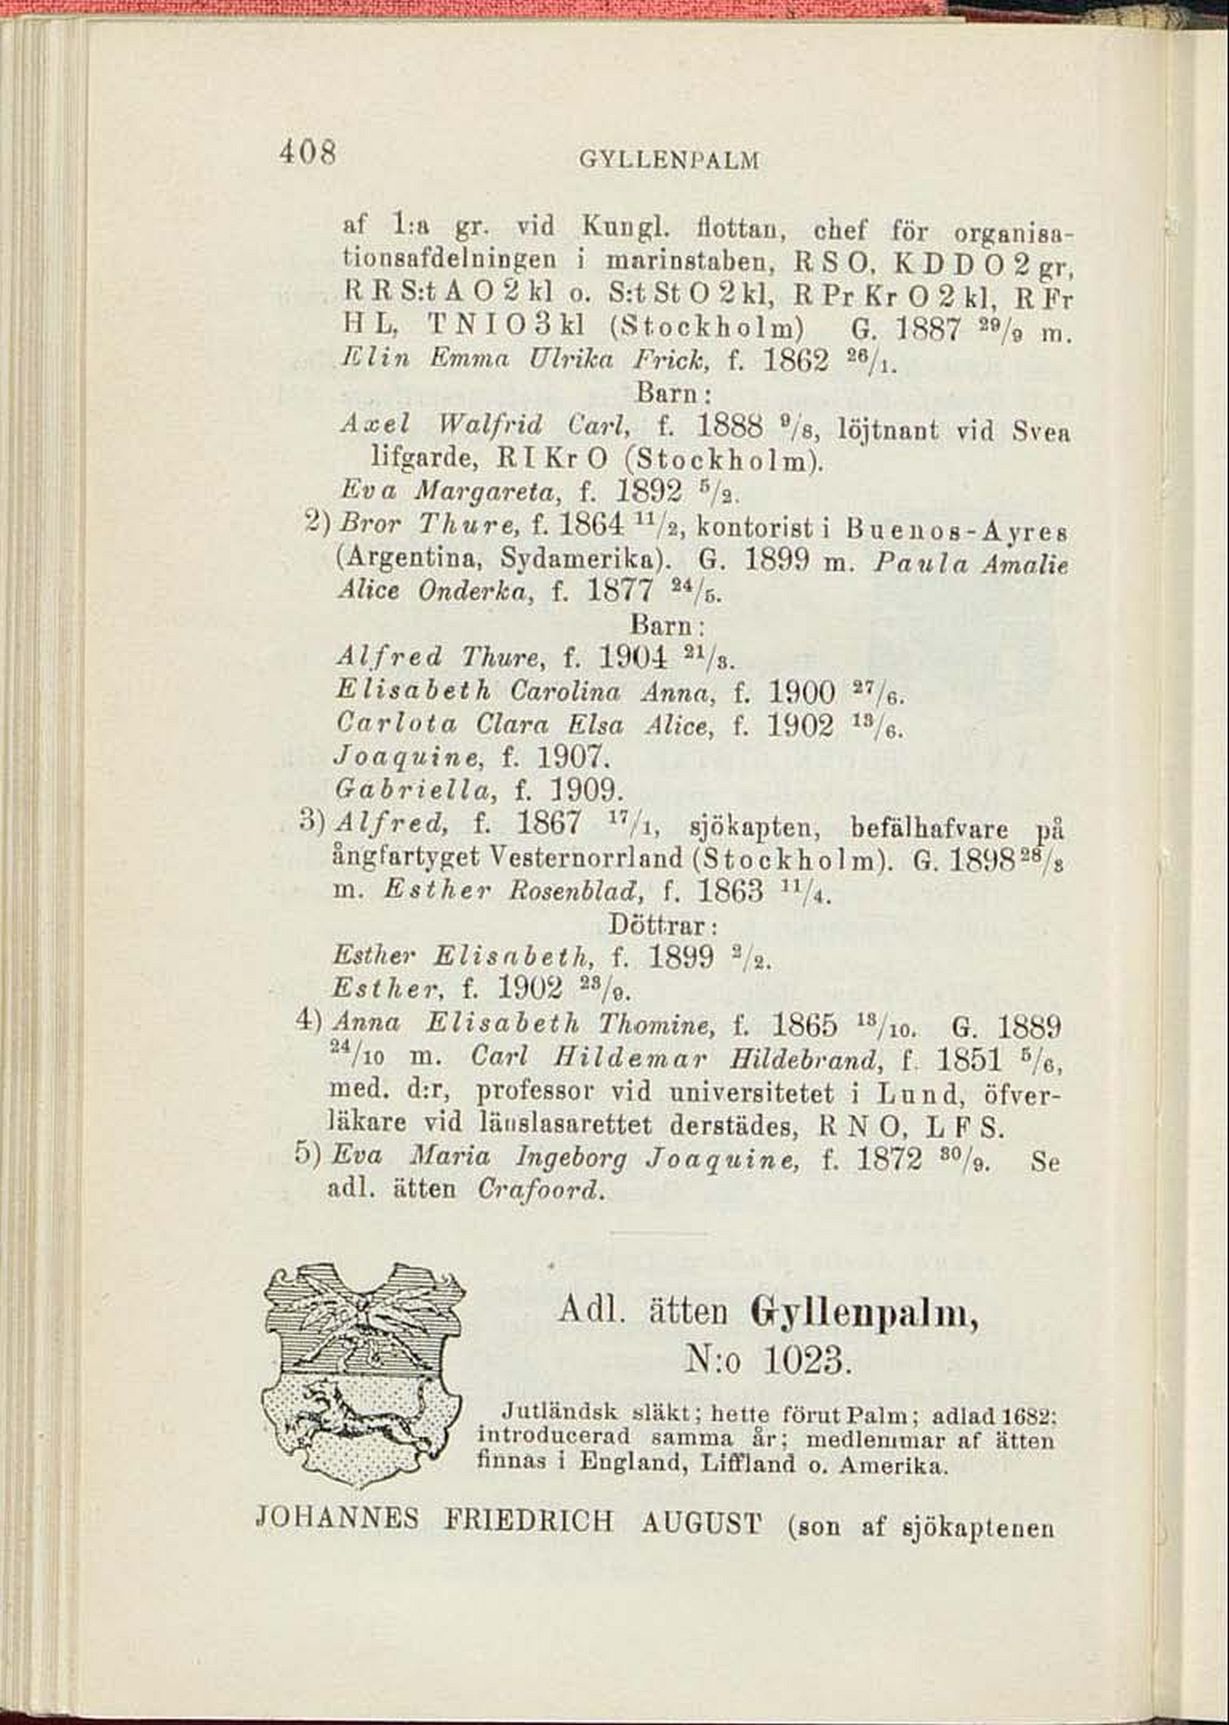 408 GYLLENPALM
af 1:a gr. vid Kungl. flottan, chef för organisa-
tionsafdelningen i marinstaben, R S O, K D D O 2 gr,
R R S:t A O 2 kl o. S:t St O 2 kl, R Pr Kr O 2 kl, R Fr
H L, T N I O 3 kl (Stockholm) G. 1887 29/9 m.
Elin Emma Ulrika Frick, f. 1862 26/1.
Barn:
Axel Walfrid Carl, f. 1888 9/8, löjtnant vid Svea
lifgarde, R I Kr O (Stockholm).
Eva Margareta, f. 1892 5/2.
2) Bror Thure, f. 1864 11/2, kontorist i Buenos-Ayres
(Argentina, Sydamerika). G. 1899 m. Paula Amalie
Alice Onderka, f. 1877 24/5.
Barn:
Alfred Thure, f. 1904 21/3.
Elisabeth Carolina Anna, f. 1900 27/6.
Carlota Clara Elsa Alice, f. 1902 13/6.
Joaquine, f. 1907.
Gabriella, f. 1909.
3) Alfred, f. 1867 17/1, sjökapten, befälhafvare på
ångfartyget Vesternorrland (Stockholm). G. 1898 28/8
m. Esther Rosenblad, f. 1863 11/4.
Döttrar:
Esther Elisabeth, f. 1899 2/2.
Esther, f. 1902 23/9.
4) Anna Elisabeth Thomine, f. 1865 13/10. G. 1889
24/10 m. Carl Hildemar Hildebrand, f. 1851 5/6,
med. d:r, professor vid universitetet i Lund, öfver-
läkare vid länslasarettet derstädes, R N O, L F S.
5) Eva Maria Ingeborg Joaquine, f. 1872 30/9. Se
adl. ätten Crafoord.
Adl. ätten Gyllenpalm,
N:o 1023.
Jutländsk släkt; hette förut Palm; adlad 1682;
introducerad samma år; medlemmar af ätten
finnas i England, Liffland o. Amerika.
JOHANNES FRIEDRICH AUGUST (son af sjökaptenen